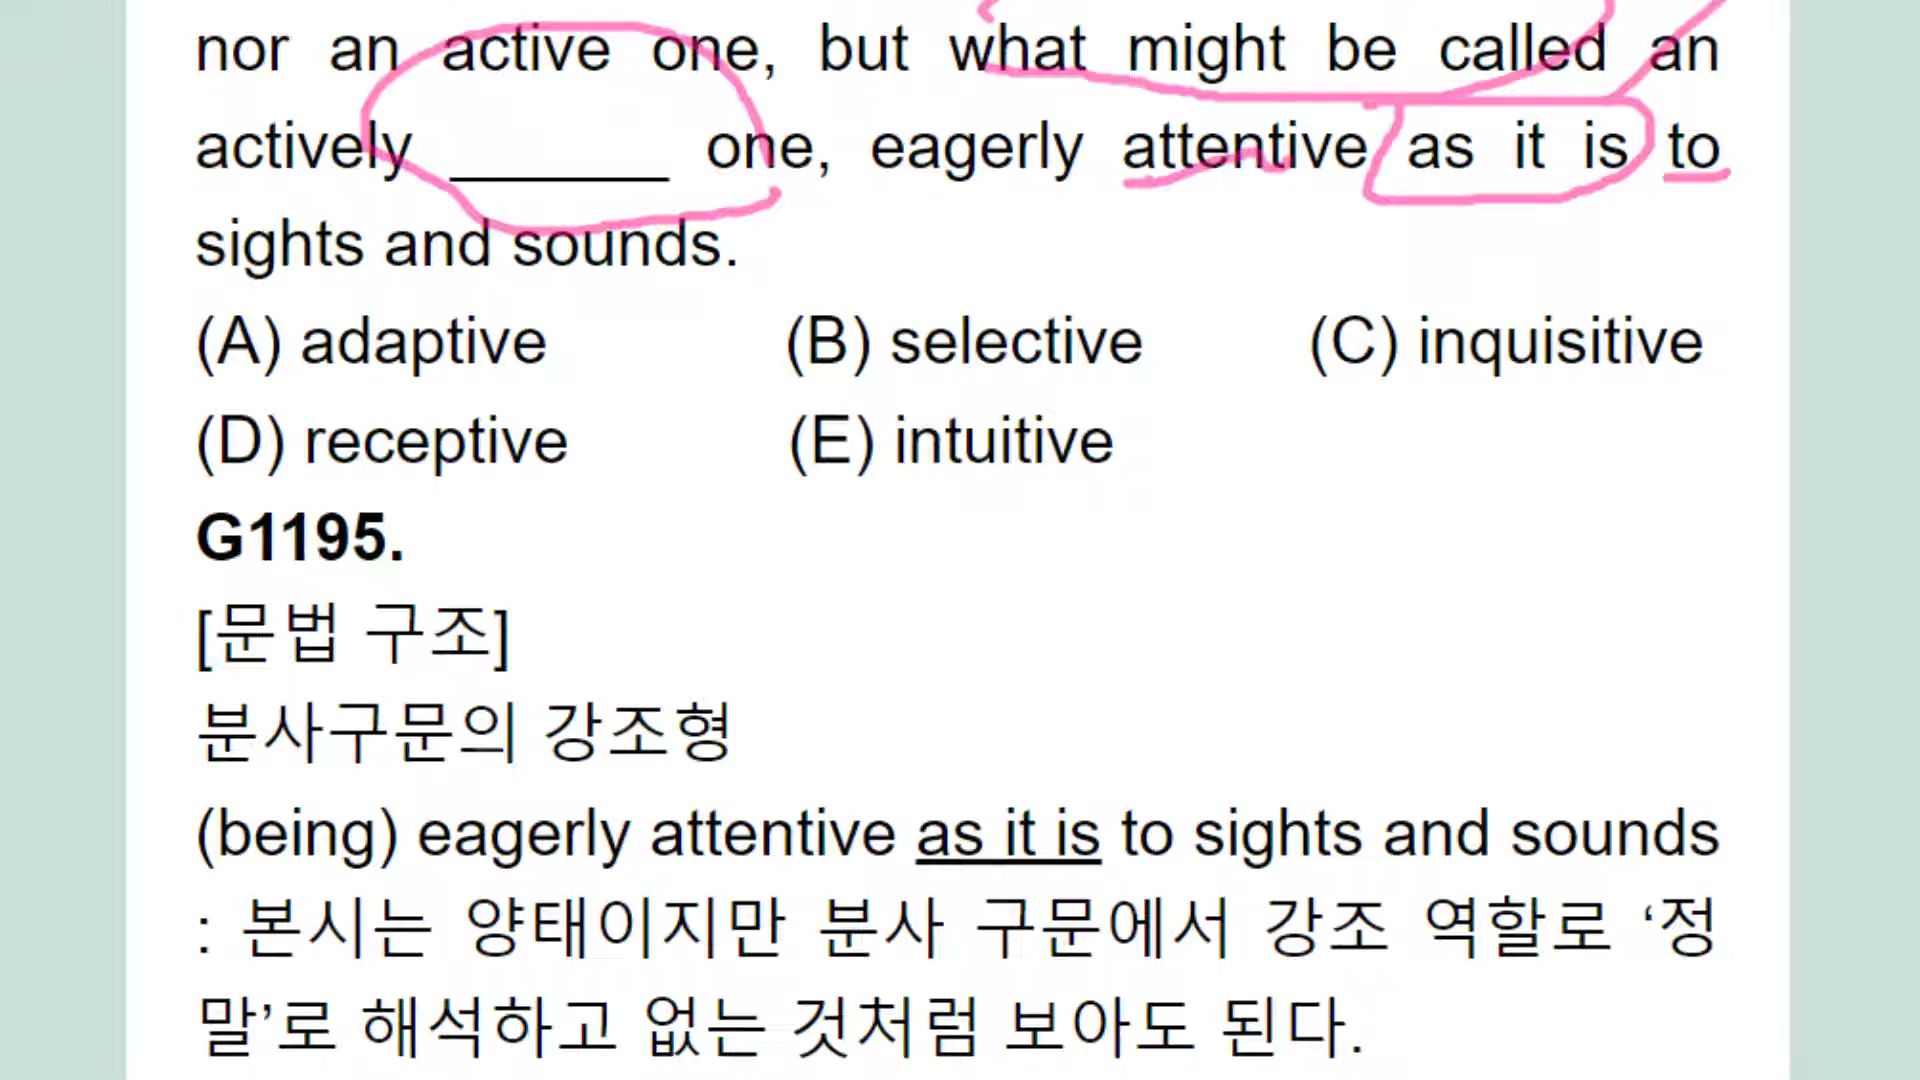 nor an active one, but what might be called an
actively _______ one, eagerly attentive as it is to
sights and sounds.
(A) adaptive (B) selective (C) inquisitive
(D) receptive (E) intuitive
G1195.
[문법 구조]
분사구문의 강조형
(being) eagerly attentive as it is to sights and sounds
: 본시는 양태이지만 분사 구문에서 강조 역할로 ‘정
말’로 해석하고 없는 것처럼 보아도 된다.